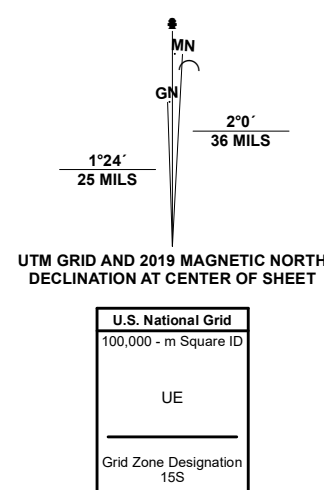 MN
GN
2°0´
36 MILS
1°24´
25 MILS
UTM GRID AND 2019 MAGNETIC NORTH
DECLINATION AT CENTER OF SHEET
U.S. National Grid
100,000 - m Square ID
UE
Grid Zone Designation
15S